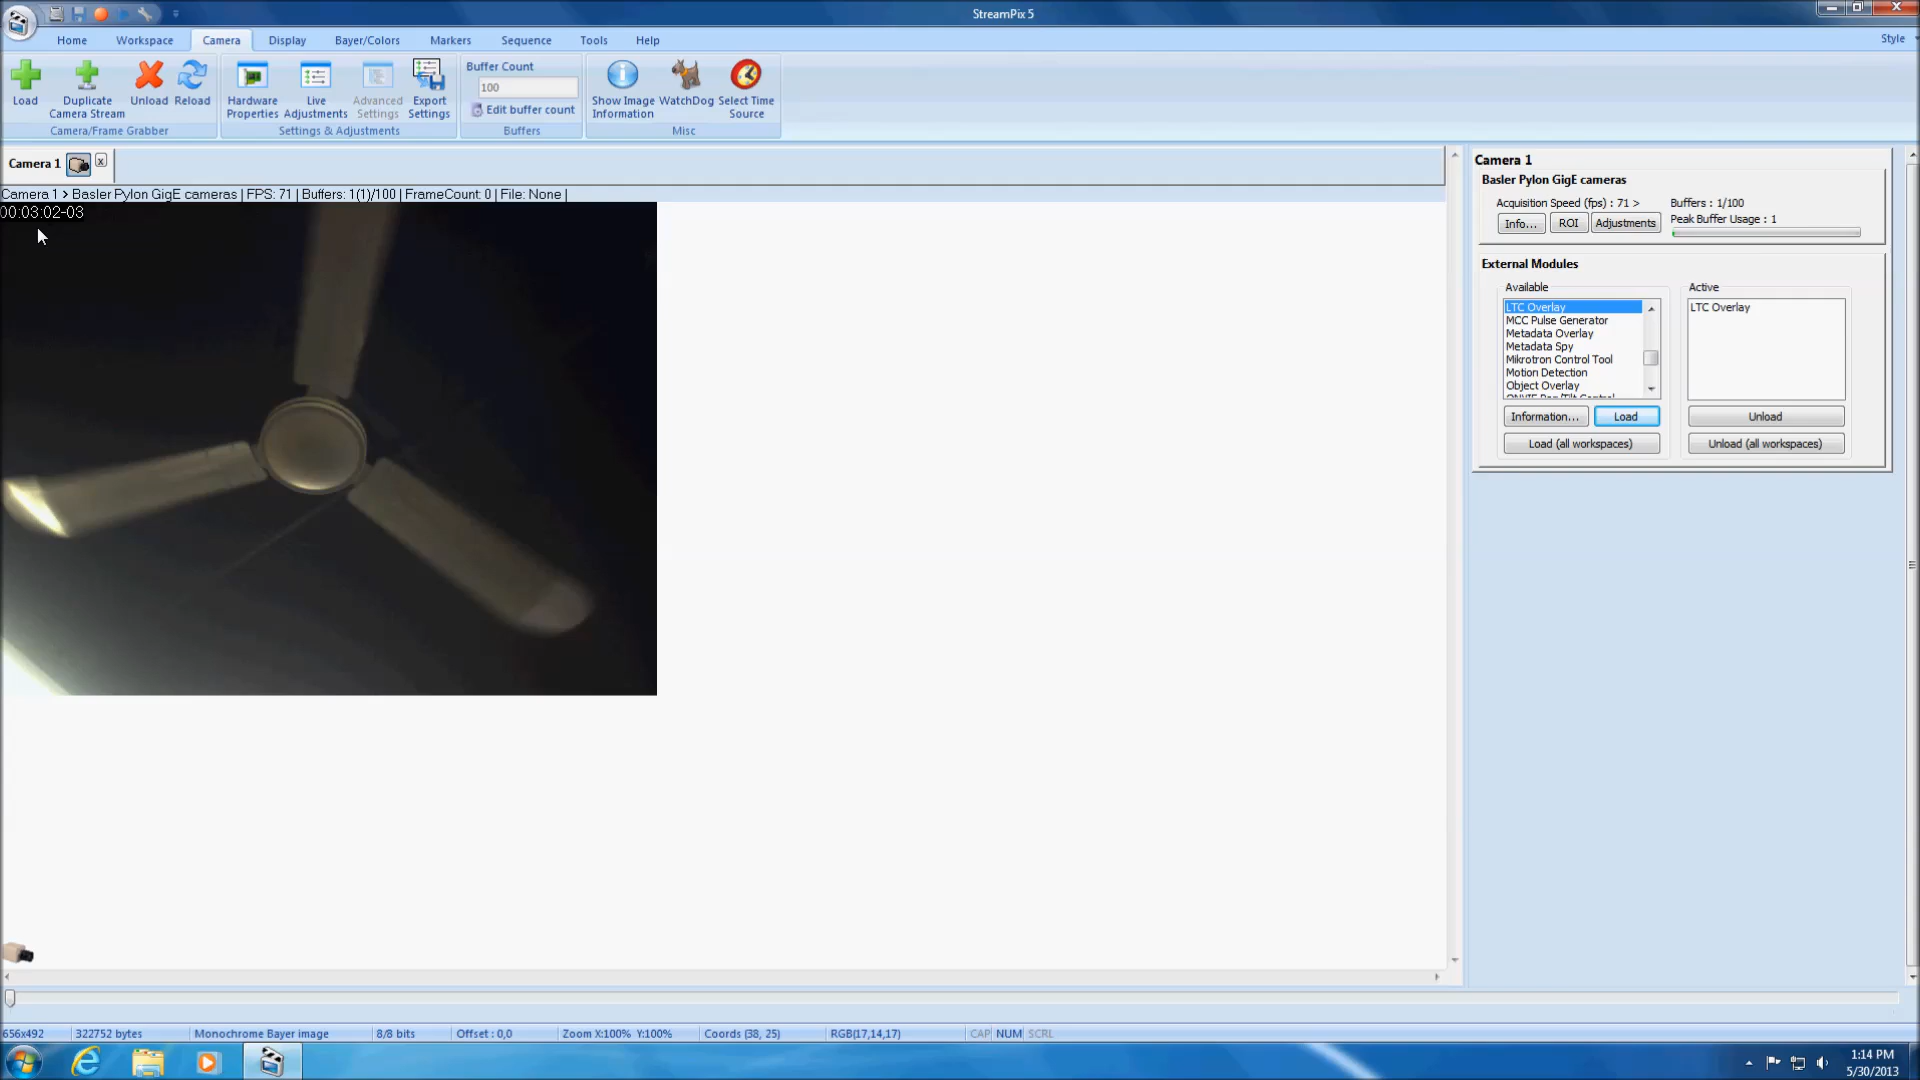 StreamPix 5
Home Workspace Camera Display Bayer/Colors Markers Sequence Tools Help Style
Load
Duplicate Camera Stream
Unload
Reload
Camera/Frame Grabber
Hardware Properties
Live Adjustments
Advanced Settings
Export Settings
Settings & Adjustments
Buffer Count
100
Edit buffer count
Buffers
Show Image Information
WatchDog
Select Time Source
Misc
Camera 1 x
Camera 1 > Basler Pylon GigE cameras | FPS: 71 | Buffers: 1(1)/100 | FrameCount: 0 | File: None |
00:03:02-03
Camera 1
Basler Pylon GigE cameras
Acquisition Speed (fps) : 71 > Buffers : 1/100
Info... ROI Adjustments Peak Buffer Usage : 1
External Modules
Available
LTC Overlay
MCC Pulse Generator
Metadata Overlay
Metadata Spy
Mikrotron Control Tool
Motion Detection
Object Overlay
Information... Load
Load (all workspaces)
Active
LTC Overlay
Unload
Unload (all workspaces)
656x492 322752 bytes Monochrome Bayer image 8/8 bits Offset : 0,0 Zoom X:100% Y:100% Coords (38, 25) RGB(17,14,17) CAP NUM SCRL
1:14 PM
5/30/2013